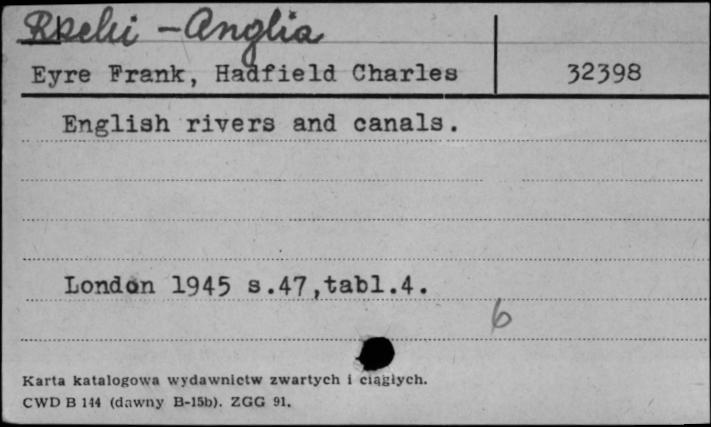 Rzeki - Anglia
Eyre Frank, Hadfield Charles 32398
English rivers and canals.
London 1945 s.47,tabl.4.
6
Karta katalogowa wydawnictw zwartych i ciągłych.
CWD B 144 (dawny B-15b). ZGG 91.